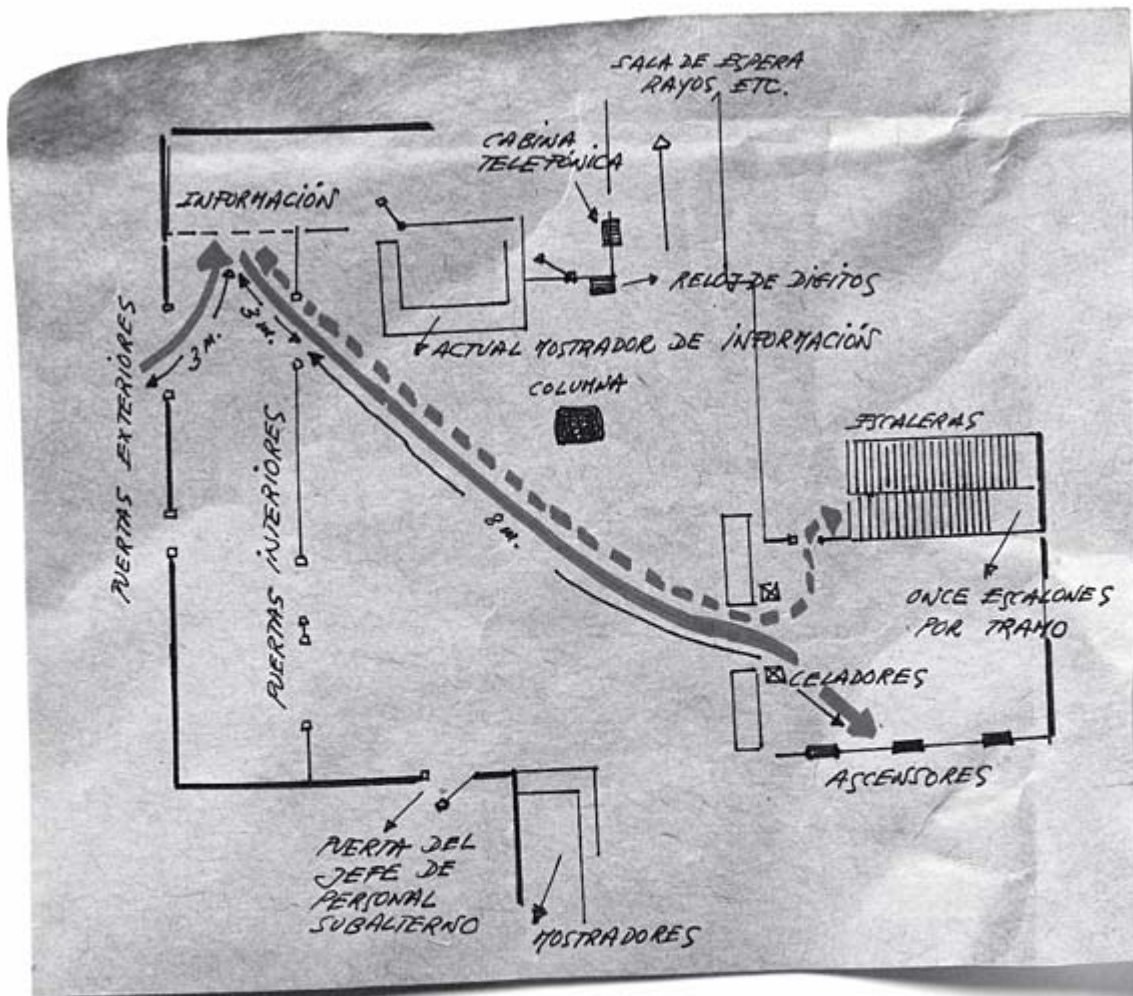 SALA DE ESPERA
RAYOS ETC.
CABINA
TELEFÓNICA
INFORMACIÓN
RELOJ DE DIGITOS
3 m.
3 m.
ACTUAL MOSTRADOR DE INFORMACIÓN
PUERTAS EXTERIORES
COLUMNA
PUERTAS INTERIORES
ESCALERAS
8 m.
ONCE ESCALONES
POR TRAMO
CELADORES
ASCENSORES
PUERTA DEL
JEFE DE
PERSONAL
SUBALTERNO
MOSTRADORES